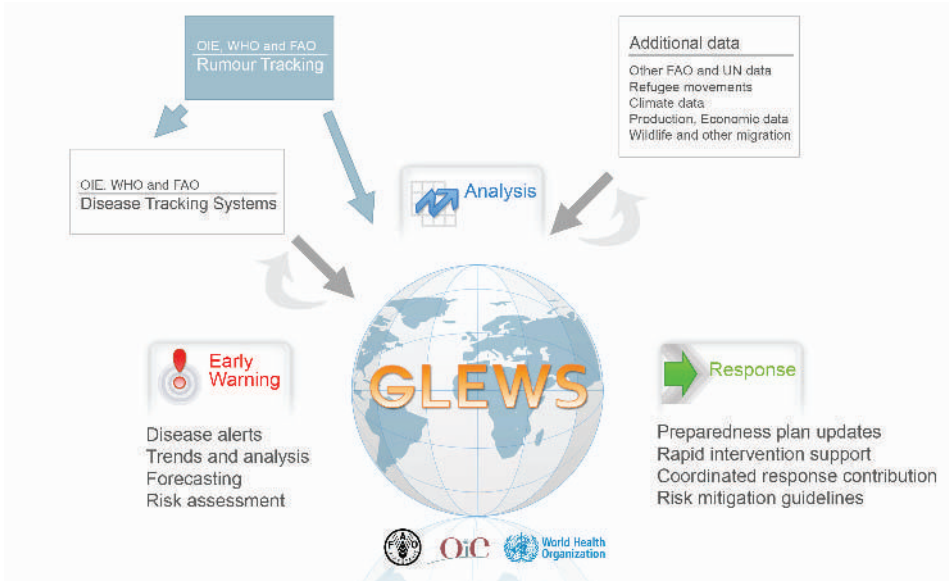 OIE, WHO and FAO
Rumour Tracking
Additional data
Other FAO and UN data
Refugee movements
Climate data
Production, Economic data
Wildlife and other migration
OIE. WHO and FAO
Disease Tracking Systems
Analysis
GLEWS
Early
Warning
Disease alerts
Trends and analysis
Forecasting
Risk assessment
Response
Preparedness plan updates
Rapid intervention support
Coordinated response contribution
Risk mitigation guidelines
FAO
OiE
World Health
Organization